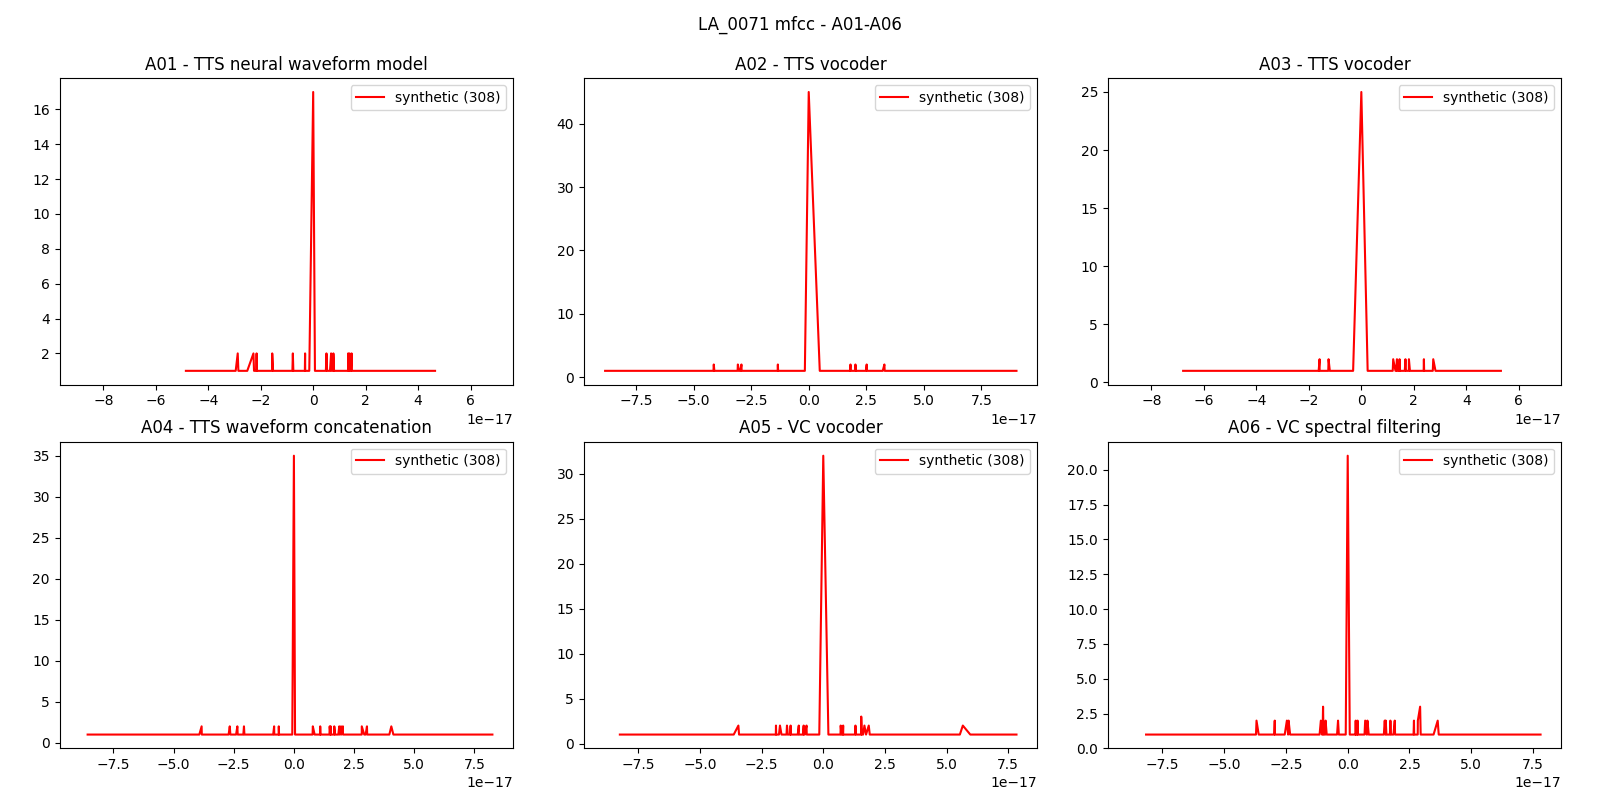 LA_0071 mfcc - A01-A06
A01 - TTS neural waveform model
synthetic (308)
16
14
12
10
8
6
4
2
−8 −6 −4 −2 0 2 4 6
1e−17
A02 - TTS vocoder
synthetic (308)
40
30
20
10
0
−7.5 −5.0 −2.5 0.0 2.5 5.0 7.5
1e−17
A03 - TTS vocoder
synthetic (308)
25
20
15
10
5
0
−8 −6 −4 −2 0 2 4 6
1e−17
A04 - TTS waveform concatenation
synthetic (308)
35
30
25
20
15
10
5
0
−7.5 −5.0 −2.5 0.0 2.5 5.0 7.5
1e−17
A05 - VC vocoder
synthetic (308)
30
25
20
15
10
5
0
−7.5 −5.0 −2.5 0.0 2.5 5.0 7.5
1e−17
A06 - VC spectral filtering
synthetic (308)
20.0
17.5
15.0
12.5
10.0
7.5
5.0
2.5
0.0
−7.5 −5.0 −2.5 0.0 2.5 5.0 7.5
1e−17